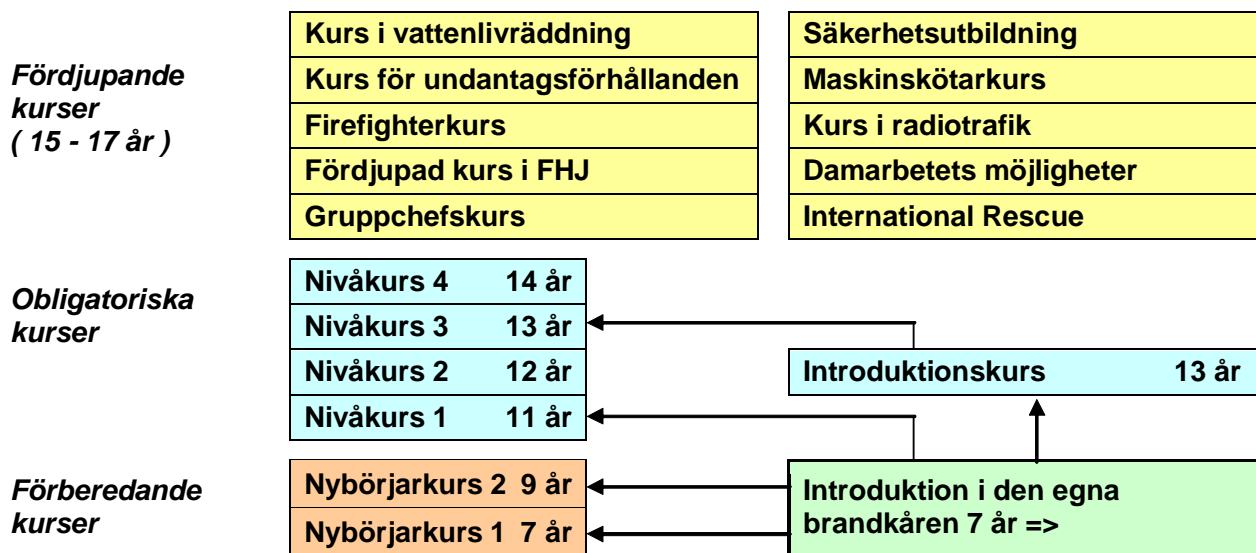 Fördjupande
kurser
( 15 - 17 år )
Kurs i vattenlivräddning
Kurs för undantagsförhållanden
Firefighterkurs
Fördjupad kurs i FHJ
Gruppchefskurs
Säkerhetsutbildning
Maskinskötarkurs
Kurs i radiotrafik
Damarbetets möjligheter
International Rescue
Obligatoriska
kurser
Nivåkurs 4 14 år
Nivåkurs 3 13 år
Nivåkurs 2 12 år
Nivåkurs 1 11 år
Introduktionskurs 13 år
Förberedande
kurser
Nybörjarkurs 2 9 år
Nybörjarkurs 1 7 år
Introduktion i den egna
brandkåren 7 år =>